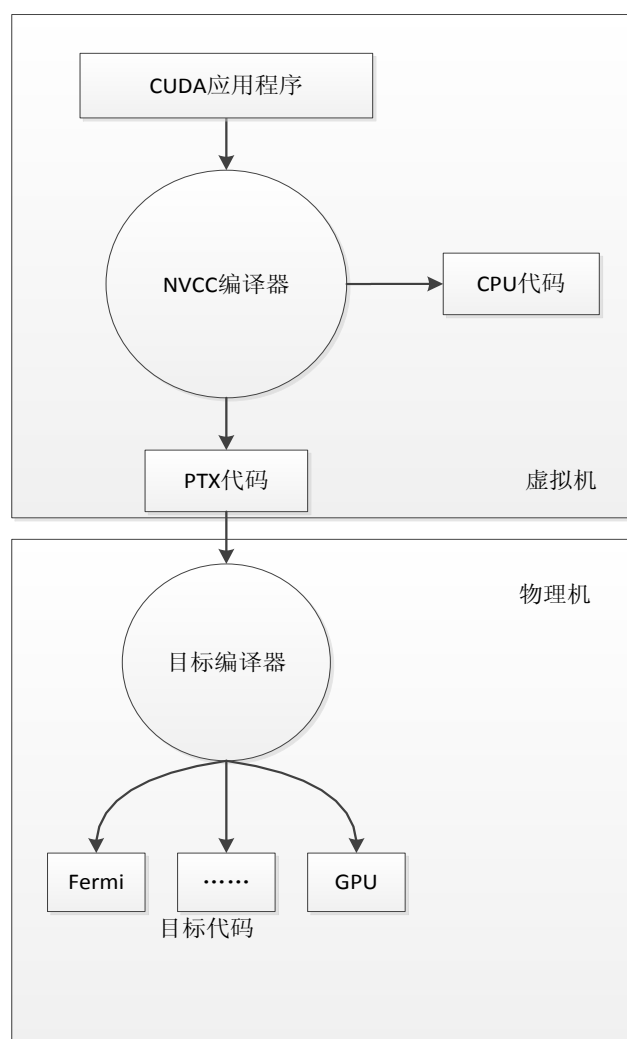 CUDA应用程序
NVCC编译器
CPU代码
PTX代码
虚拟机
物理机
目标编译器
Fermi
……
GPU
目标代码